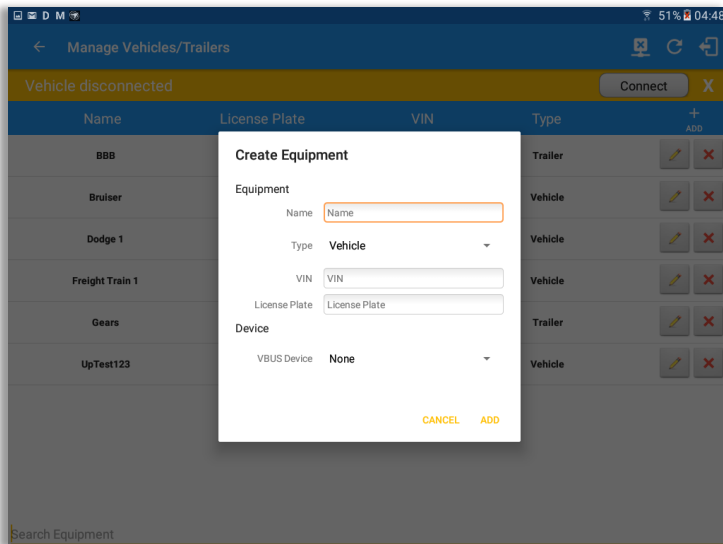 D M 51% 04:48
Manage Vehicles/Trailers
Vehicle disconnected Connect X
Name License Plate VIN Type + ADD
BBB Trailer
Bruiser Vehicle
Dodge 1 Vehicle
Freight Train 1 Vehicle
Gears Trailer
UpTest123 Vehicle
Create Equipment
Equipment
Name Name
Type Vehicle
VIN VIN
License Plate License Plate
Device
VBUS Device None
CANCEL ADD
Search Equipment